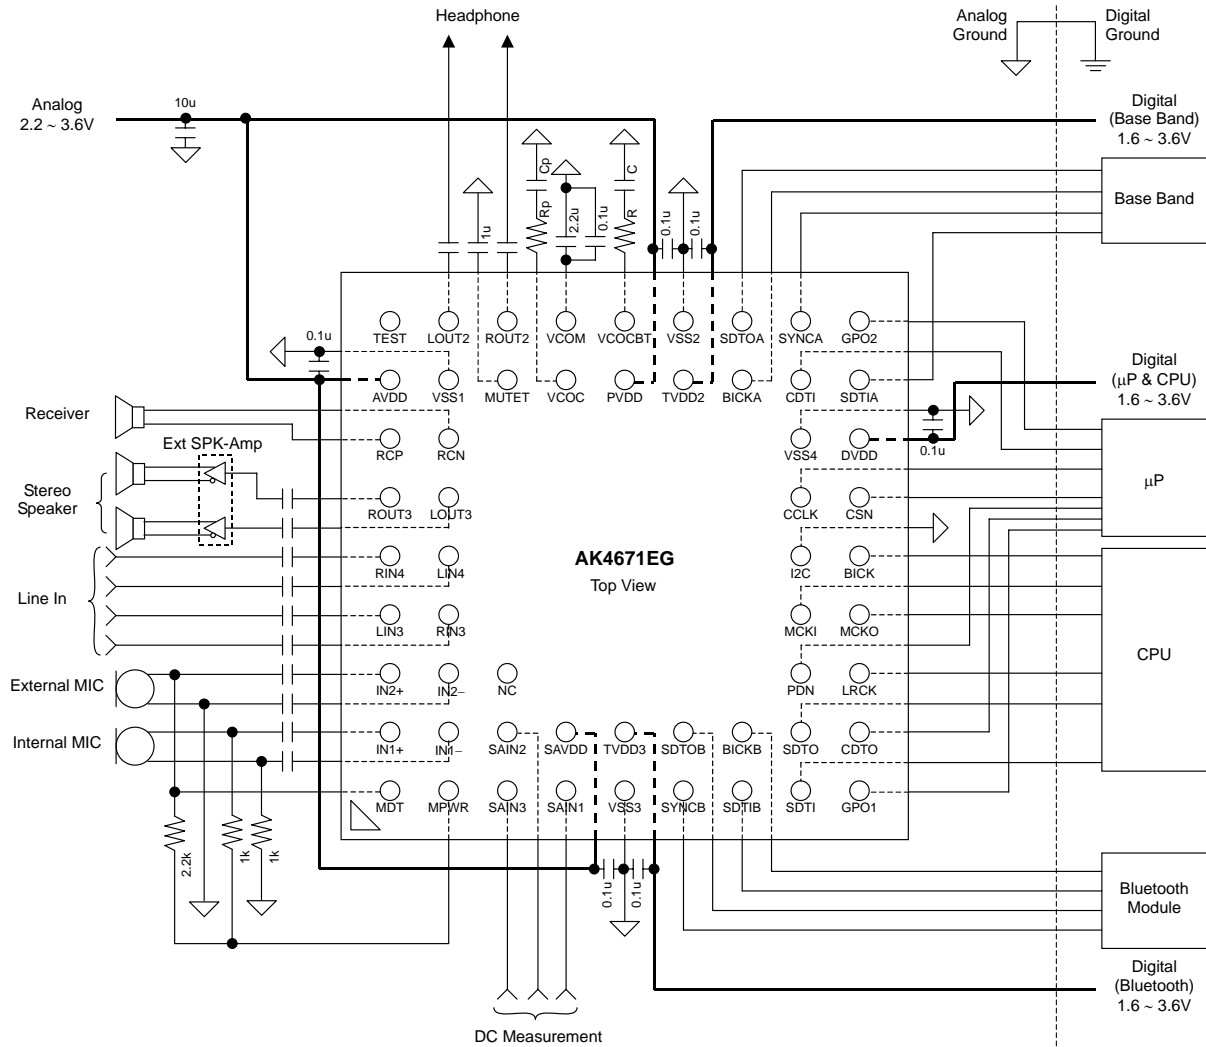 Headphone
Analog
Ground
Digital
Ground
Analog
2.2 ~ 3.6V
10u
Digital
(Base Band)
1.6 ~ 3.6V
Cp
C
1u
Rp
2.2u
0.1u
R
0.1u
0.1u
Base Band
TEST
LOUT2
ROUT2
VCOM
VCOCBT
VSS2
SDTOA
SYNCA
GPO2
0.1u
AVDD
VSS1
MUTET
VCOC
PVDD
TVDD2
BICKA
CDTI
SDTIA
Digital
(µP & CPU)
1.6 ~ 3.6V
Receiver
RCP
RCN
VSS4
DVDD
0.1u
Ext SPK-Amp
Stereo
Speaker
ROUT3
LOUT3
CCLK
CSN
µP
RIN4
LIN4
AK4671EG
Top View
I2C
BICK
Line In
LIN3
RIN3
MCKI
MCKO
CPU
External MIC
IN2+
IN2−
NC
PDN
LRCK
Internal MIC
IN1+
IN1−
SAIN2
SAVDD
TVDD3
SDTOB
BICKB
SDTO
CDTO
MDT
MPWR
SAIN3
SAIN1
VSS3
SYNCB
SDTIB
SDTI
GPO1
2.2k
1k
1k
0.1u
0.1u
Bluetooth
Module
Digital
(Bluetooth)
1.6 ~ 3.6V
DC Measurement